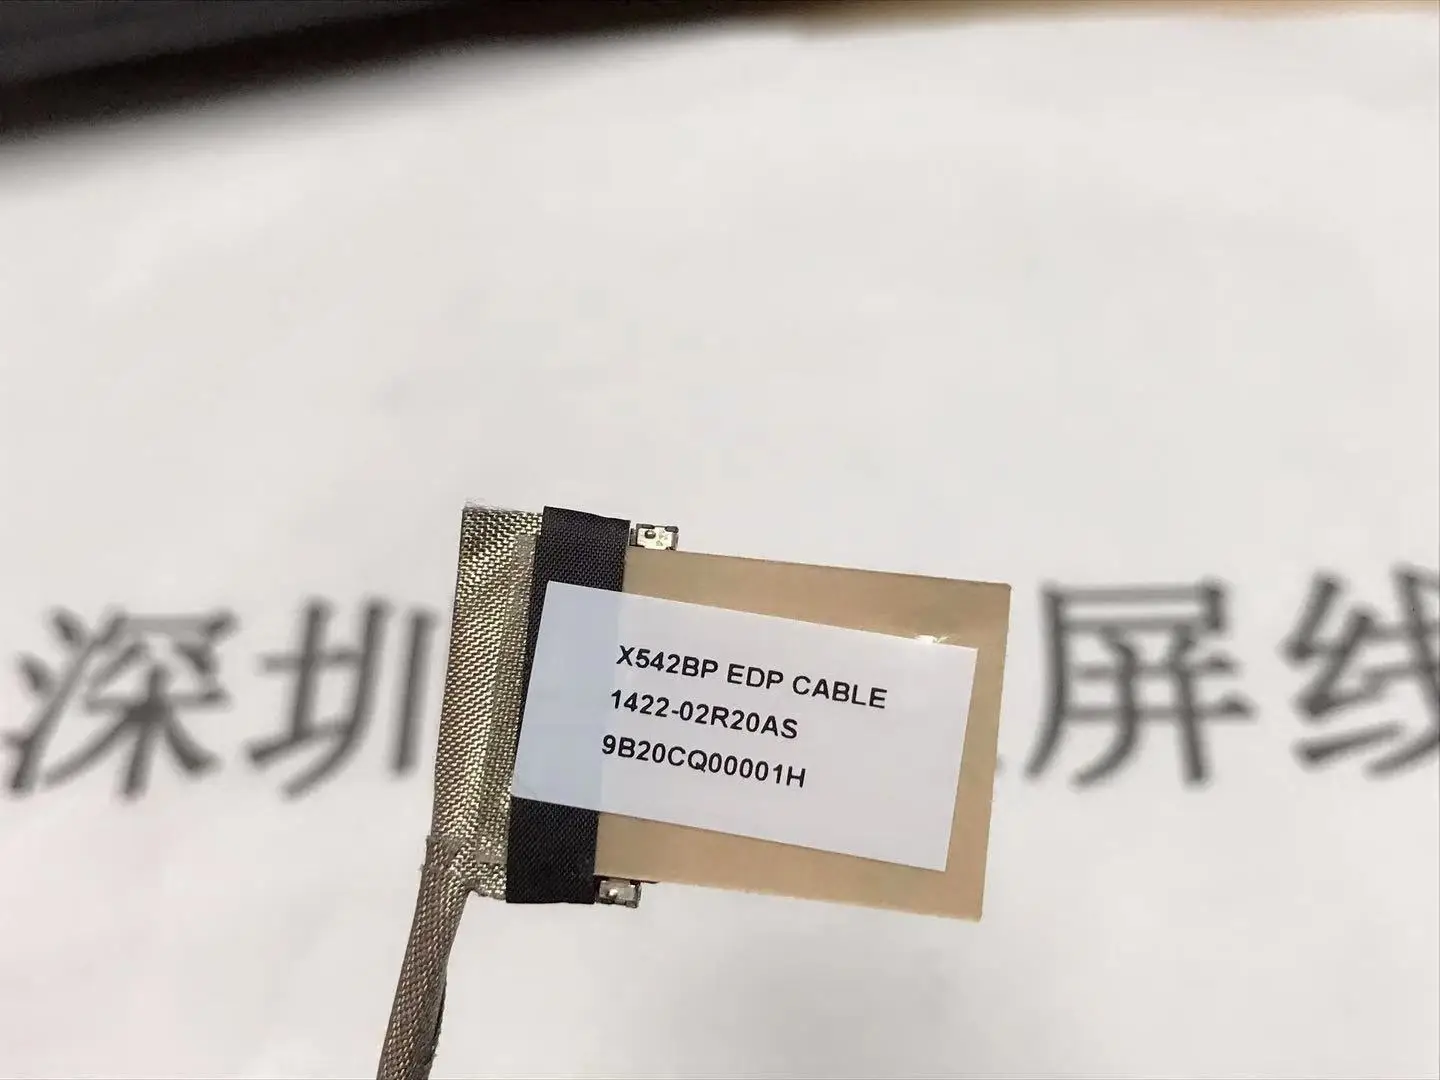 X542BP EDP CABLE
1422-02R20AS
9B20CQ00001H
深圳
屏线